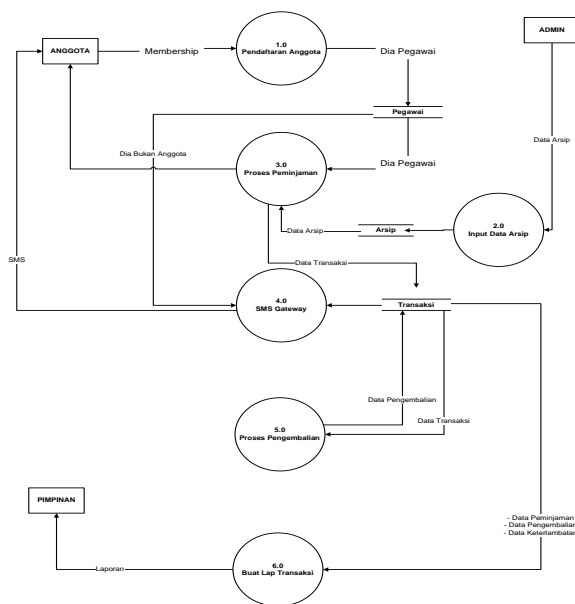 1.0
Pendaftaran Anggota
ANGGOTA
Membership
Dia Pegawai
ADMIN
Pegawai
Data Arsip
Dia Bukan Anggota
3.0
Proses Peminjaman
Dia Pegawai
2.0
Input Data Arsip
Arsip
Data Arsip
SMS
Data Transaksi
4.0
SMS Gateway
Transaksi
Data Pengembalian
Data Transaksi
5.0
Proses Pengembalian
PIMPINAN
- Data Peminjaman
- Data Pengembalian
- Data Keterlambatan
Laporan
6.0
Buat Lap Transaksi